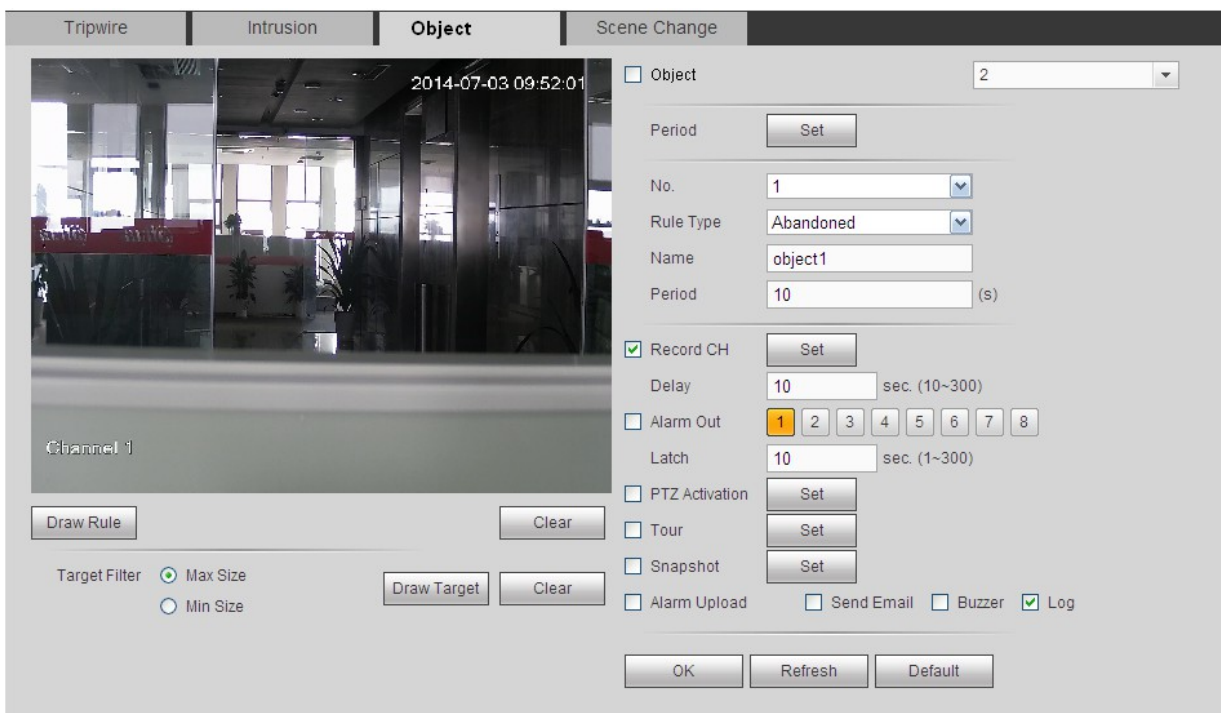 Tripwire Intrusion Object Scene Change
2014-07-03 09:52:01
Channel 1
Draw Rule Clear
Target Filter Max Size
Min Size
Draw Target Clear
Object 2
Period Set
No. 1
Rule Type Abandoned
Name object1
Period 10 (s)
Record CH Set
Delay 10 sec. (10~300)
Alarm Out 1 2 3 4 5 6 7 8
Latch 10 sec. (1~300)
PTZ Activation Set
Tour Set
Snapshot Set
Alarm Upload Send Email Buzzer Log
OK Refresh Default